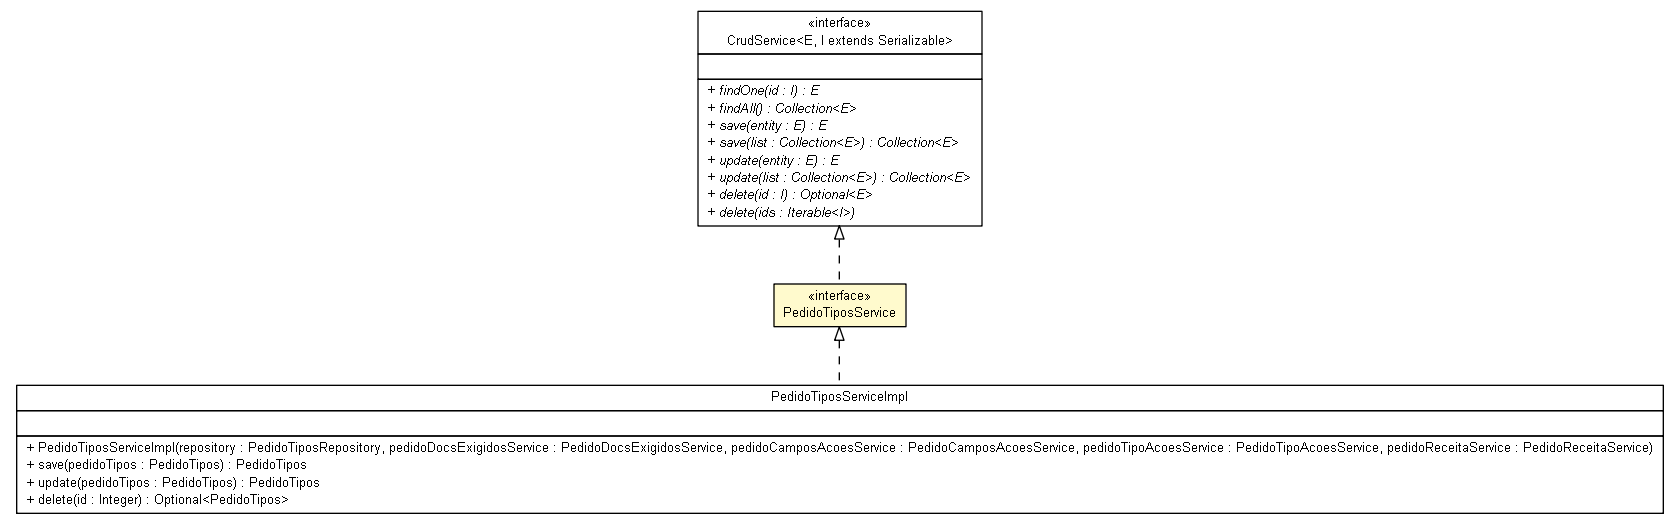 «interface»
CrudService<E, I extends Serializable>
+ findOne(id : I) : E
+ findAll() : Collection<E>
+ save(entity : E) : E
+ save(list : Collection<E>) : Collection<E>
+ update(entity : E) : E
+ update(list : Collection<E>) : Collection<E>
+ delete(id : I) : Optional<E>
+ delete(ids : Iterable<I>)
«interface»
PedidoTiposService
PedidoTiposServiceImpl
+ PedidoTiposServiceImpl(repository : PedidoTiposRepository, pedidoDocsExigidosService : PedidoDocsExigidosService, pedidoCamposAcoesService : PedidoCamposAcoesService, pedidoTipoAcoesService : PedidoTipoAcoesService, pedidoReceitaService : PedidoReceitaService)
+ save(pedidoTipos : PedidoTipos) : PedidoTipos
+ update(pedidoTipos : PedidoTipos) : PedidoTipos
+ delete(id : Integer) : Optional<PedidoTipos>